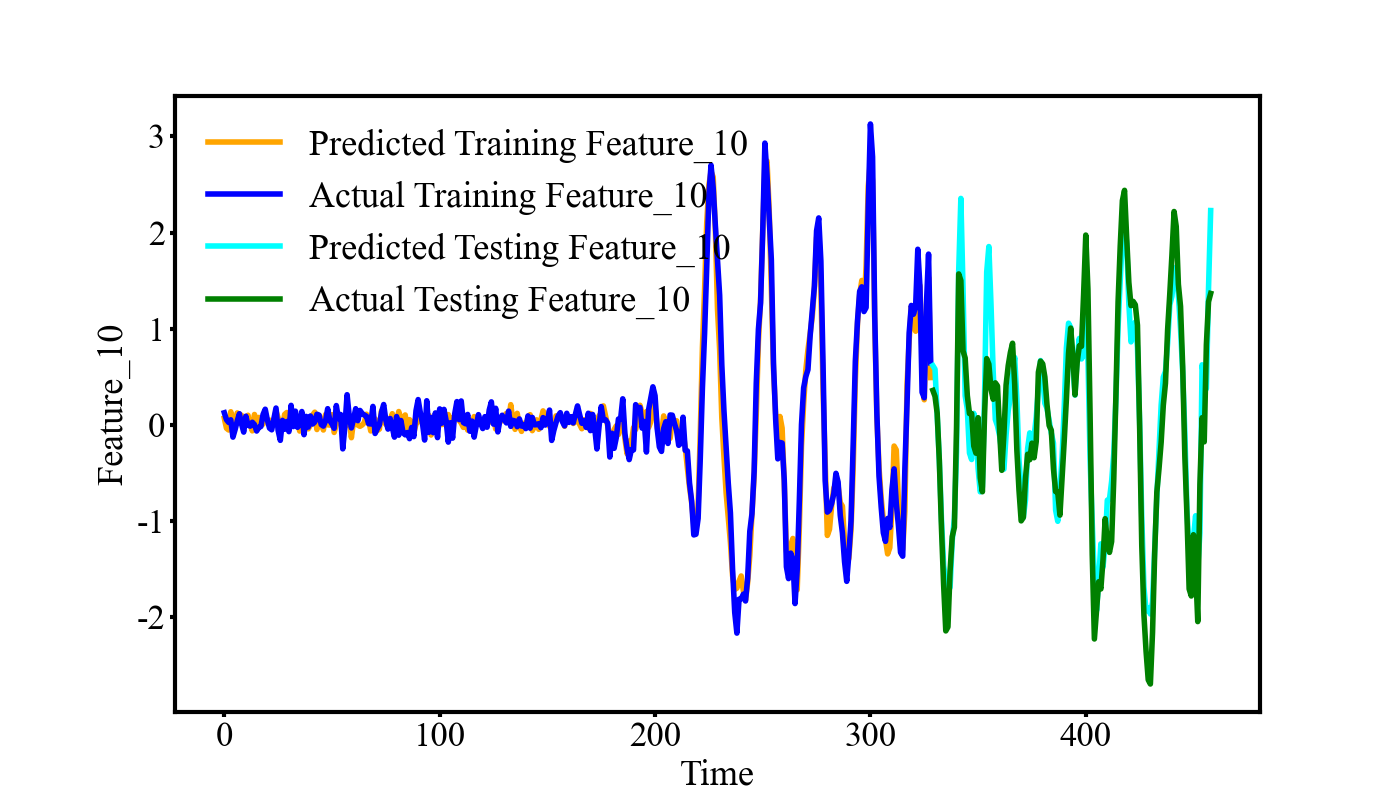 Predicted Training Feature_10
Actual Training Feature_10
Predicted Testing Feature_10
Actual Testing Feature_10
3
2
1
0
-1
-2
Feature_10
0 100 200 300 400
Time